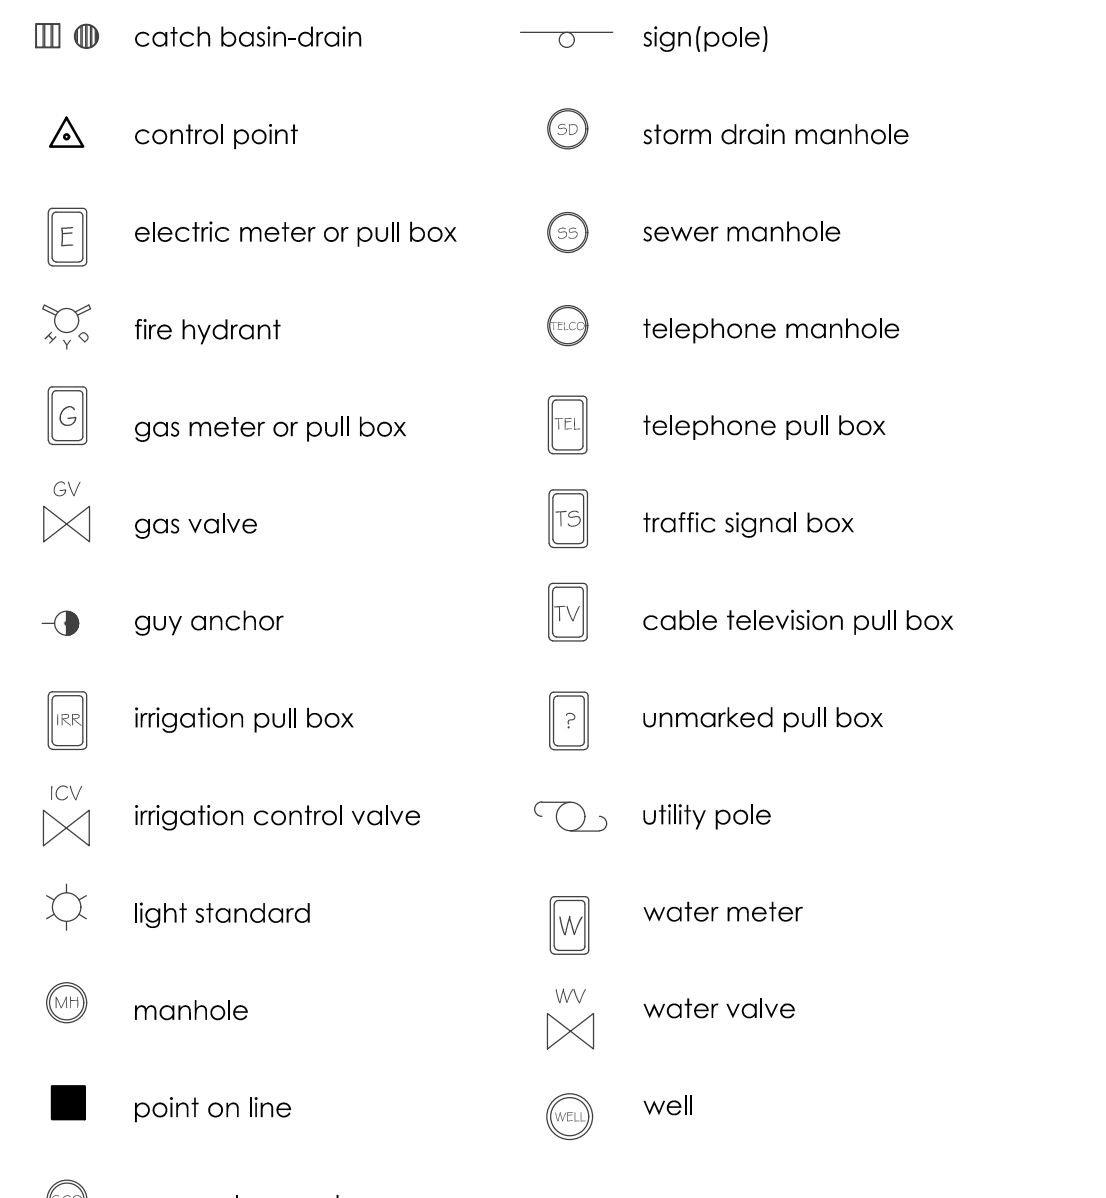 catch basin-drain
control point
E
electric meter or pull box
HYD
fire hydrant
G
gas meter or pull box
GV
gas valve
guy anchor
IRR
irrigation pull box
ICV
irrigation control valve
light standard
MH
manhole
point on line
sign(pole)
SD
storm drain manhole
SS
sewer manhole
TELCO
telephone manhole
TEL
telephone pull box
TS
traffic signal box
TV
cable television pull box
?
unmarked pull box
utility pole
W
water meter
WV
water valve
WELL
well